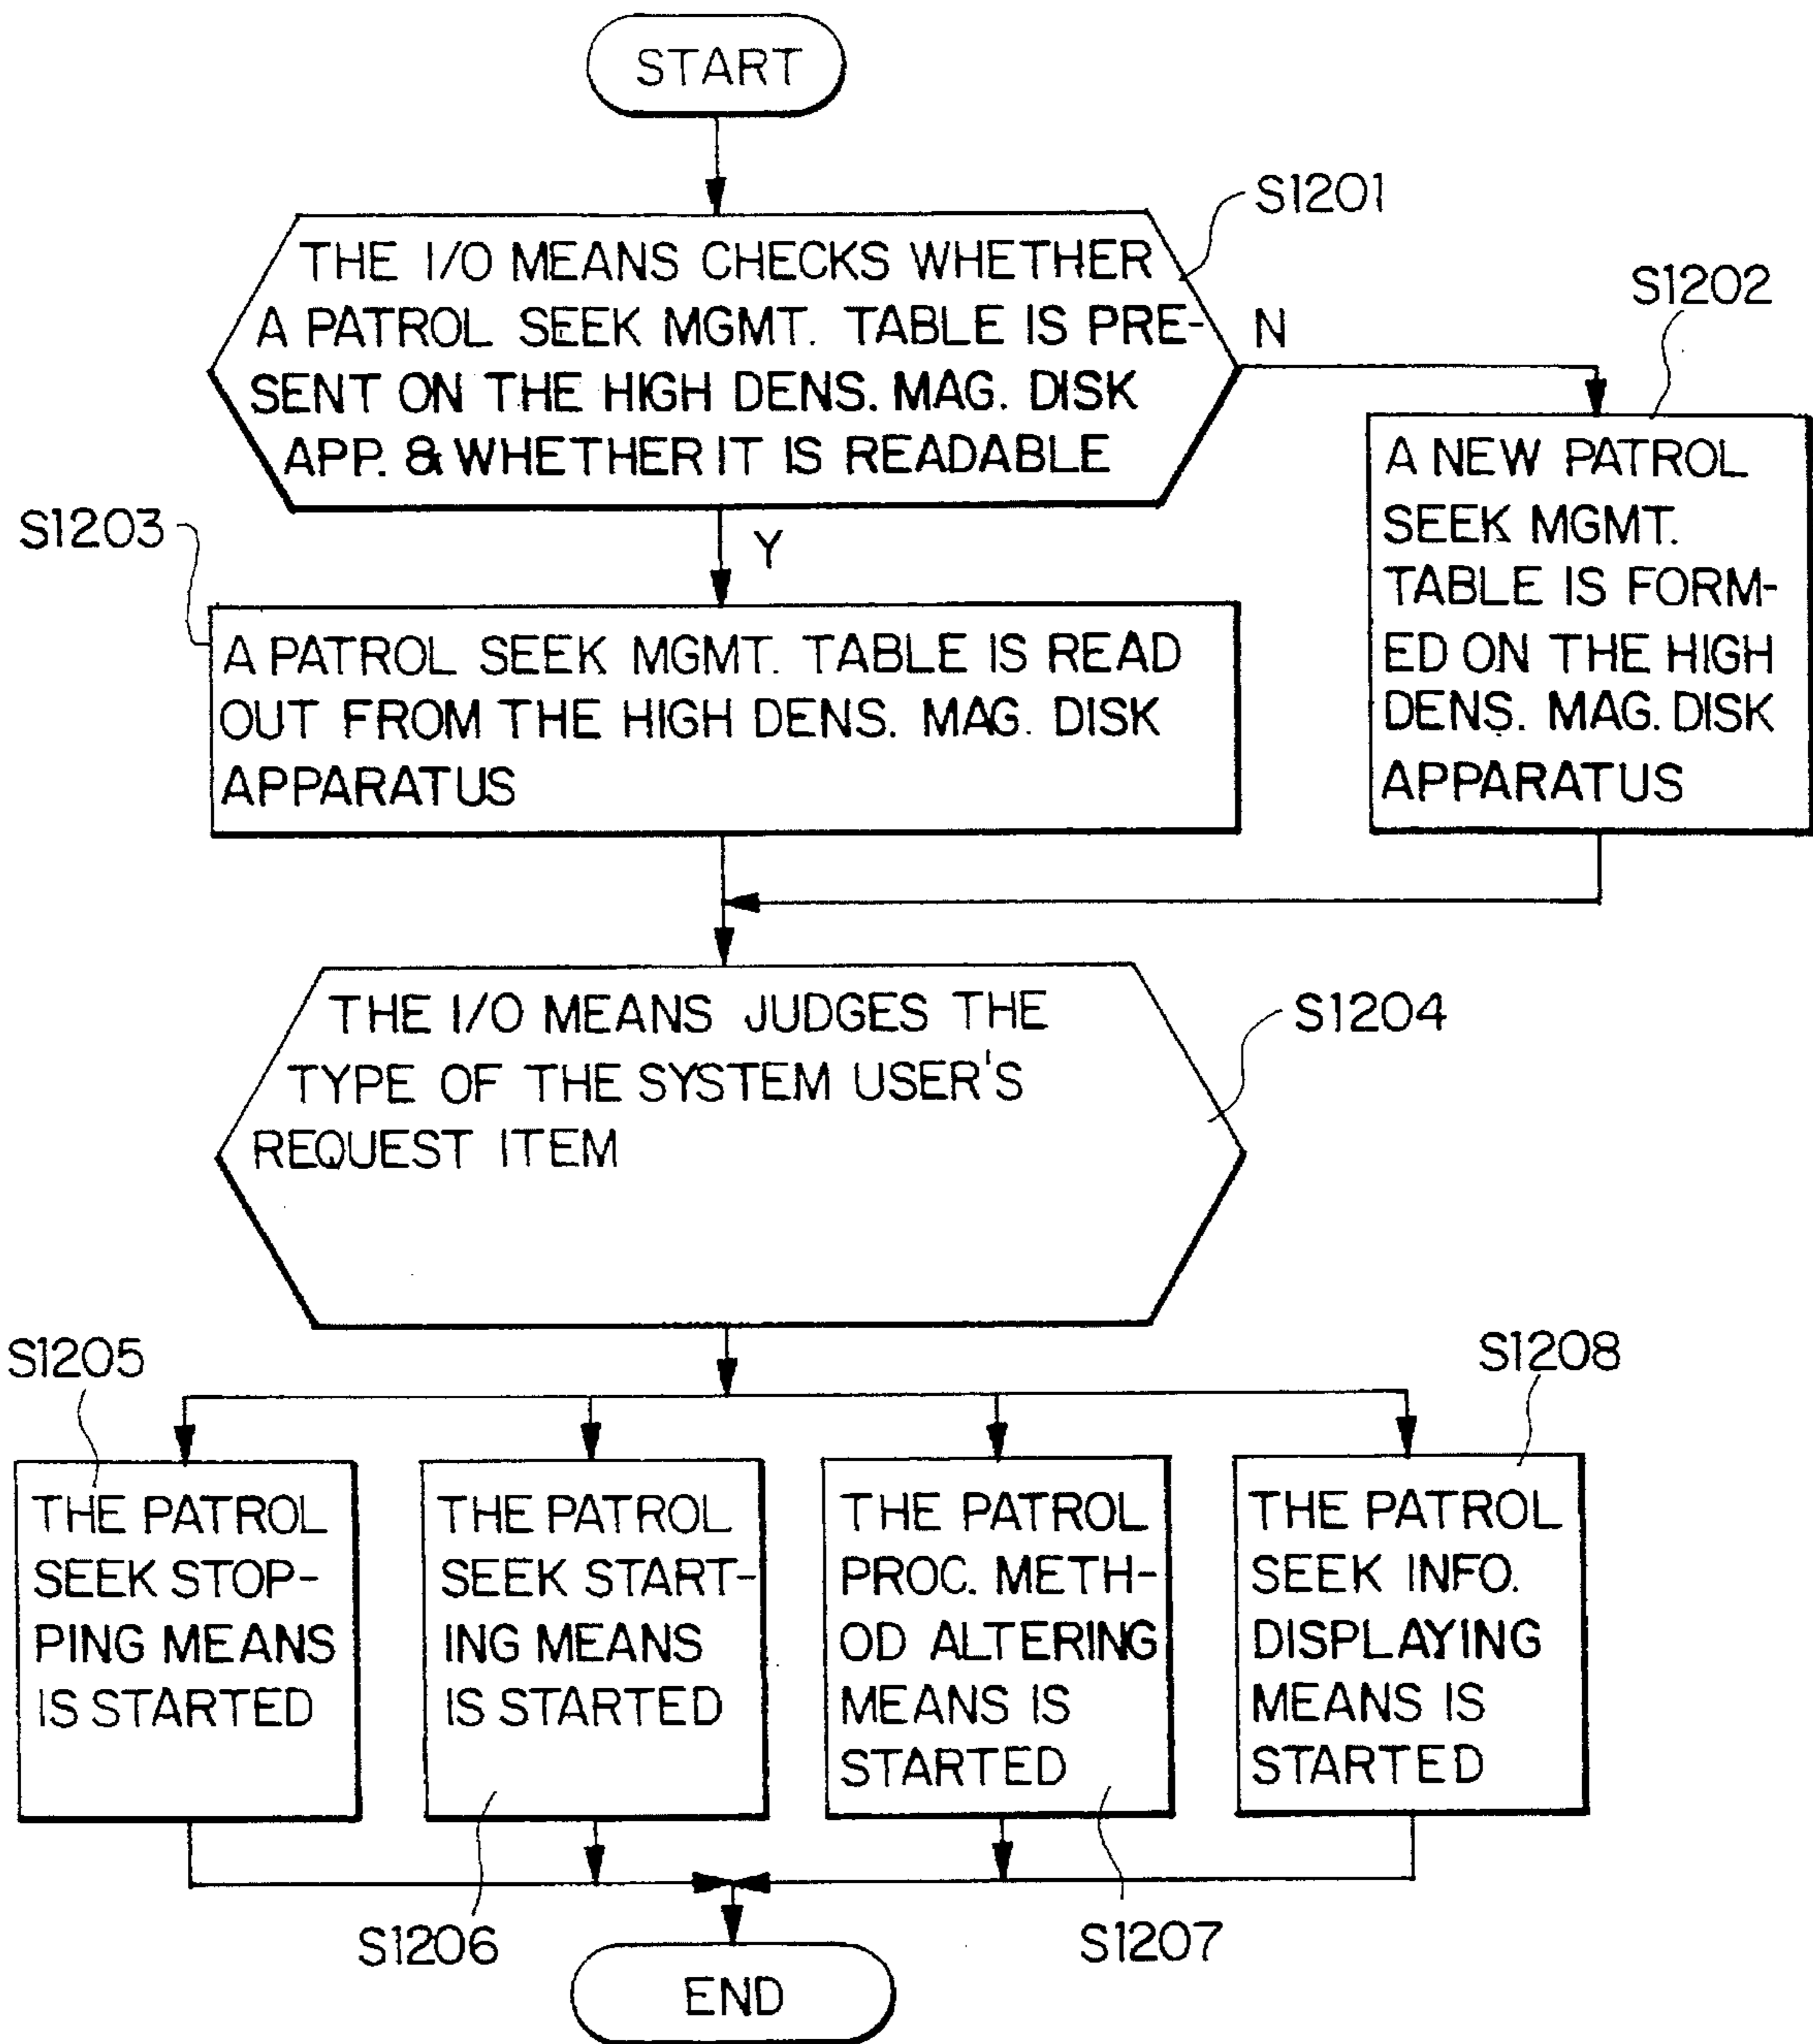 START
S1201
THE I/O MEANS CHECKS WHETHER
A PATROL SEEK MGMT. TABLE IS PRE-
SENT ON THE HIGH DENS. MAG. DISK
APP. & WHETHER IT IS READABLE
N
S1202
A NEW PATROL
SEEK MGMT.
TABLE IS FORM-
ED ON THE HIGH
DENS. MAG. DISK
APPARATUS
Y
S1203
A PATROL SEEK MGMT. TABLE IS READ
OUT FROM THE HIGH DENS. MAG. DISK
APPARATUS
S1204
THE I/O MEANS JUDGES THE
TYPE OF THE SYSTEM USER'S
REQUEST ITEM
S1205
THE PATROL
SEEK STOP-
PING MEANS
IS STARTED
THE PATROL
SEEK START-
ING MEANS
IS STARTED
S1206
THE PATROL
PROC. METH-
OD ALTERING
MEANS IS
STARTED
S1207
S1208
THE PATROL
SEEK INFO.
DISPLAYING
MEANS IS
STARTED
END